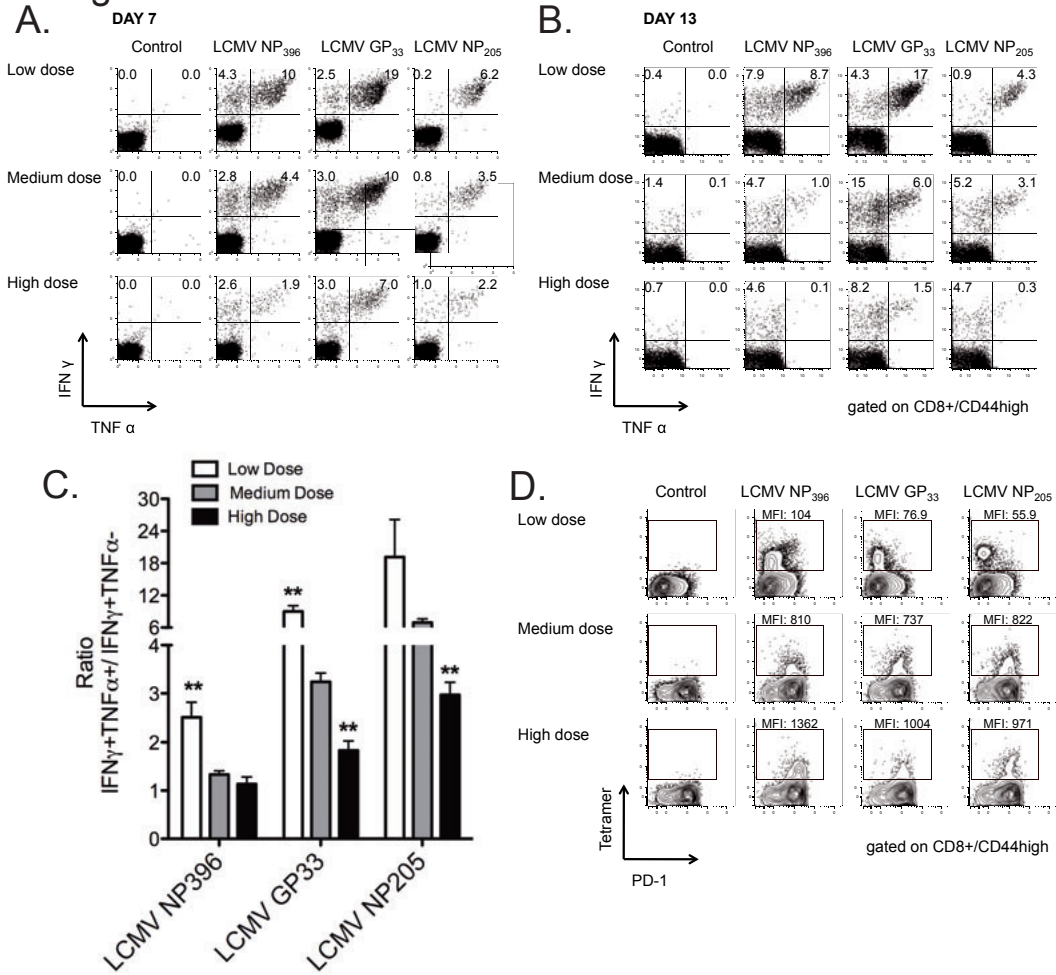 A.
DAY 7
Control LCMV NP396 LCMV GP33 LCMV NP205
Low dose
0.0 0.0 4.3 10 2.5 19 0.2 6.2
Medium dose
0.0 0.0 2.8 4.4 3.0 10 0.8 3.5
High dose
0.0 0.0 2.6 1.9 3.0 7.0 1.0 2.2
IFN γ
TNF α
B.
DAY 13
Control LCMV NP396 LCMV GP33 LCMV NP205
Low dose
0.4 0.0 7.9 8.7 4.3 17 0.9 4.3
Medium dose
1.4 0.1 4.7 1.0 15 6.0 5.2 3.1
High dose
0.7 0.0 4.6 0.1 8.2 1.5 4.7 0.3
IFN γ
TNF α
gated on CD8+/CD44high
C.
Low Dose
Medium Dose
High Dose
Ratio
IFNγ+TNFα+/ IFNγ+TNFα-
30
24
18
12
6
4
3
2
1
0
** ** ** **
LCMV NP396
LCMV GP33
LCMV NP205
D.
Control LCMV NP396 LCMV GP33 LCMV NP205
Low dose
MFI: 104 MFI: 76.9 MFI: 55.9
Medium dose
MFI: 810 MFI: 737 MFI: 822
High dose
MFI: 1362 MFI: 1004 MFI: 971
Tetramer
PD-1
gated on CD8+/CD44high